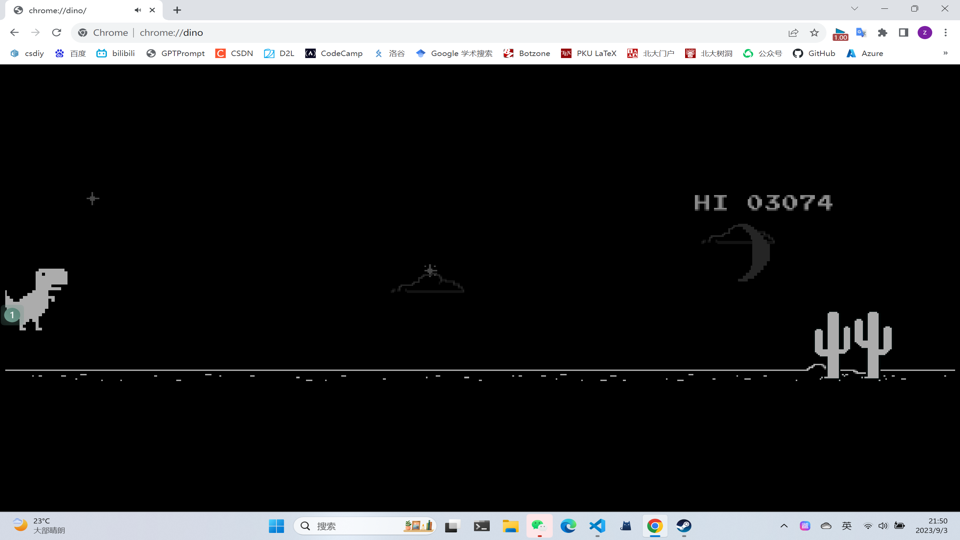 chrome://dino/
Chrome | chrome://dino
1.00
z
csdiy 百度 bilibili GPTPrompt CSDN D2L CodeCamp 洛谷 Google 学术搜索 Botzone PKU LaTeX 北大门户 北大树洞 公众号 GitHub Azure »
HI 03074
1
23°C
大部晴朗
搜索
英
21:50
2023/9/3